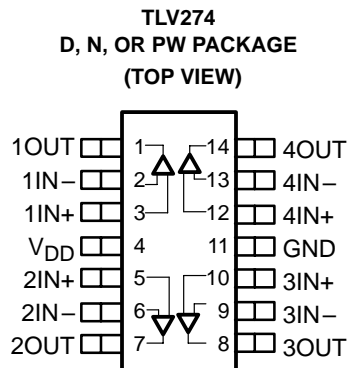 TLV274
D, N, OR PW PACKAGE
(TOP VIEW)
1OUT 1 14 4OUT
1IN− 2 13 4IN−
1IN+ 3 12 4IN+
VDD 4 11 GND
2IN+ 5 10 3IN+
2IN− 6 9 3IN−
2OUT 7 8 3OUT